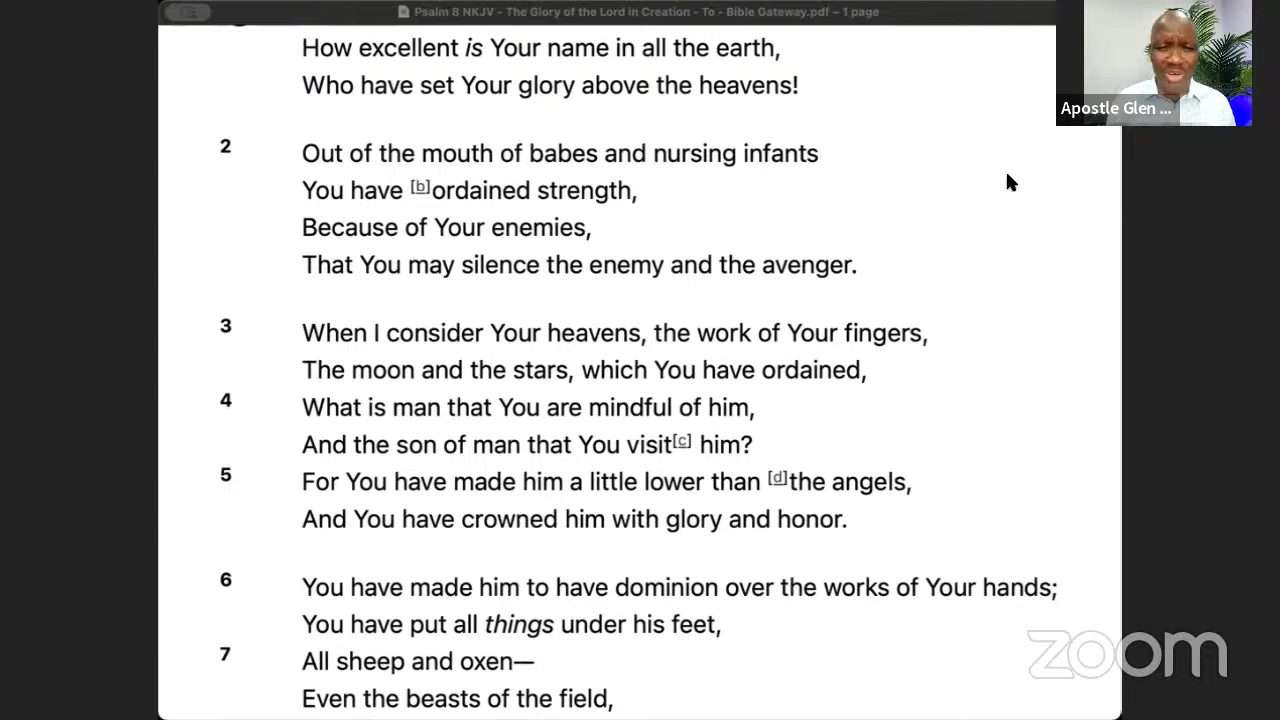 Psalm 8 NKJV - The Glory of the Lord in Creation - To - Bible Gateway.pdf – 1 page
How excellent is Your name in all the earth,
Who have set Your glory above the heavens!
Apostle Glen ...
2 Out of the mouth of babes and nursing infants
You have [b]ordained strength,
Because of Your enemies,
That You may silence the enemy and the avenger.
3 When I consider Your heavens, the work of Your fingers,
The moon and the stars, which You have ordained,
4 What is man that You are mindful of him,
And the son of man that You visit[c] him?
5 For You have made him a little lower than [d]the angels,
And You have crowned him with glory and honor.
6 You have made him to have dominion over the works of Your hands;
You have put all things under his feet,
7 All sheep and oxen—
Even the beasts of the field,
zoom